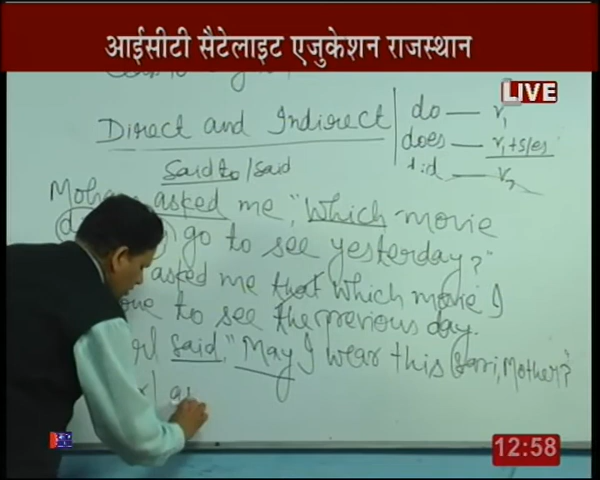 आईसीटी सैटेलाइट एजुकेशन राजस्थान
LIVE
Direct and Indirect
do — V1
does — V1+s/es
did — V2
Said to/said
asked me, "Which movie
go to see yesterday?"
asked me that which movie I
to see the previous day.
said, "May I wear this Sari, Mother?
12:58